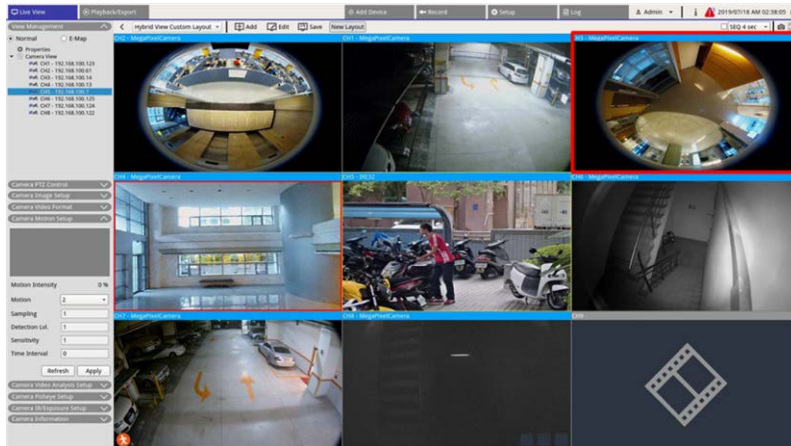 Live View
Playback/Export
Add Device
Record
Setup
Log
Admin
2019/07/18 AM 02:38:05
View Management
Hybrid View Custom Layout
Add
Edit
Save
New Layout
SEQ 4 sec
Normal
E-Map
Properties
Camera View
CH1 - 192.168.100.123
CH2 - 192.168.100.61
CH3 - 192.168.100.14
CH4 - 192.168.100.13
CH5 - 192.168.100.7
CH6 - 192.168.100.125
CH7 - 192.168.100.124
CH8 - 192.168.100.122
CH2 - MegaPixelCamera
CH1 - MegaPixelCamera
CH3 - MegaPixelCamera
Camera PTZ Control
Camera Image Setup
Camera Video Format
Camera Motion Setup
CH4 - MegaPixelCamera
CH5 -
CH6 - MegaPixelCamera
Motion Intensity
0 %
Motion
2
Sampling
1
Detection Lvl.
1
Sensitivity
1
Time Interval
0
Refresh
Apply
CH7 - MegaPixelCamera
CH8 - MegaPixelCamera
CH9
Camera Video Analysis Setup
Camera Fisheye Setup
Camera IR/Exposure Setup
Camera Information